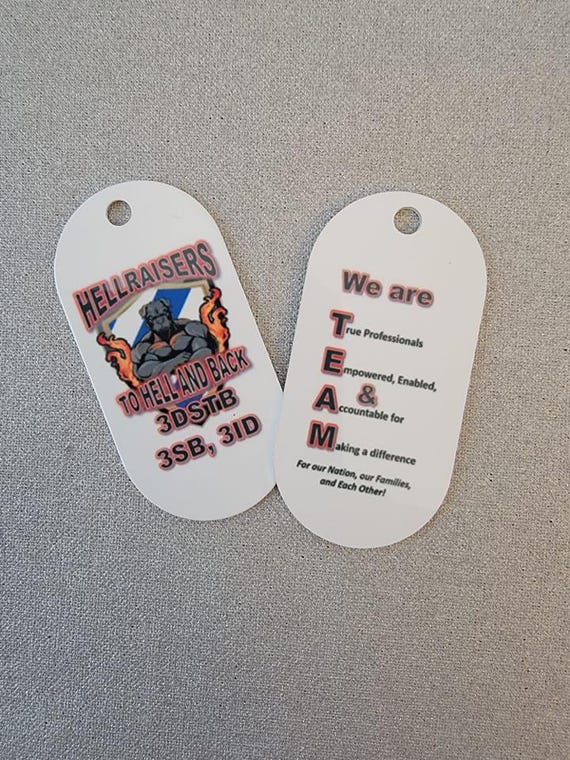 HELLRAISERS
TO HELL AND BACK
3DSTB
3SB, 3ID
We are
True Professionals
Empowered, Enabled,
&
Accountable for
Making a difference
For our Nation, our Families,
and Each Other!